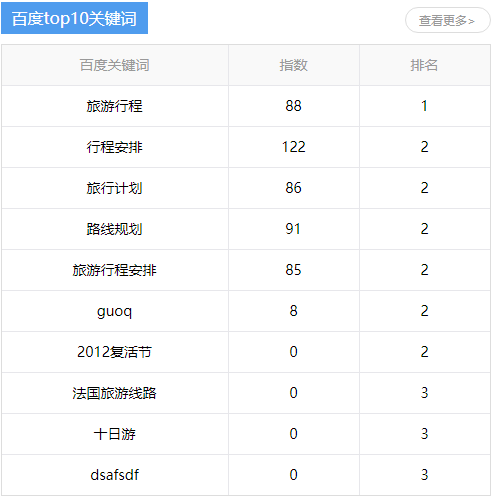 百度top10关键词 查看更多>
百度关键词 指数 排名
旅游行程 88 1
行程安排 122 2
旅行计划 86 2
路线规划 91 2
旅游行程安排 85 2
guoq 8 2
2012复活节 0 2
法国旅游线路 0 3
十日游 0 3
dsafsdf 0 3